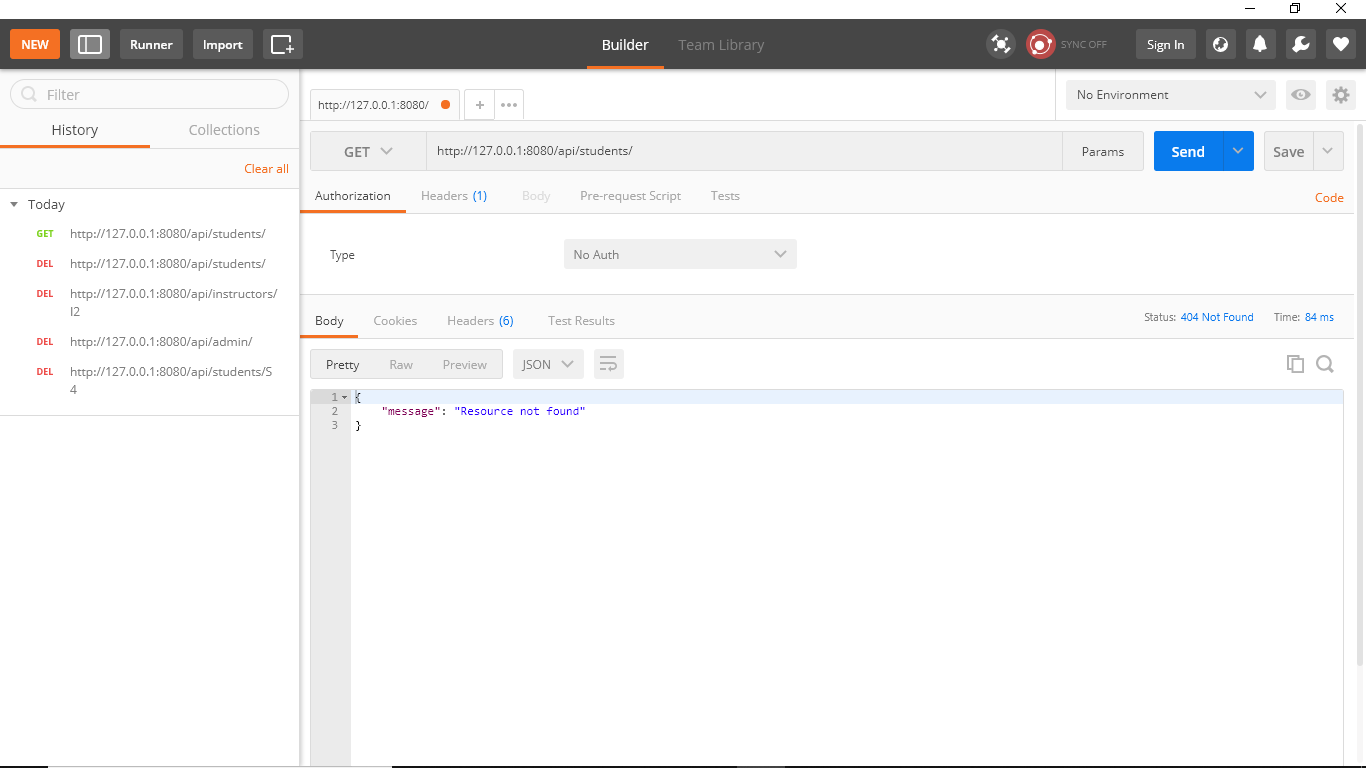 NEW Runner Import Builder Team Library SYNC OFF Sign In
Filter
History Collections
Clear all
Today
GET http://127.0.0.1:8080/api/students/
DEL http://127.0.0.1:8080/api/students/
DEL http://127.0.0.1:8080/api/instructors/
I2
DEL http://127.0.0.1:8080/api/admin/
DEL http://127.0.0.1:8080/api/students/S
4
http://127.0.0.1:8080/ + ••• No Environment
GET http://127.0.0.1:8080/api/students/ Params Send Save
Authorization Headers (1) Body Pre-request Script Tests Code
Type No Auth
Body Cookies Headers (6) Test Results Status: 404 Not Found Time: 84 ms
Pretty Raw Preview JSON
1 {
2 "message": "Resource not found"
3 }